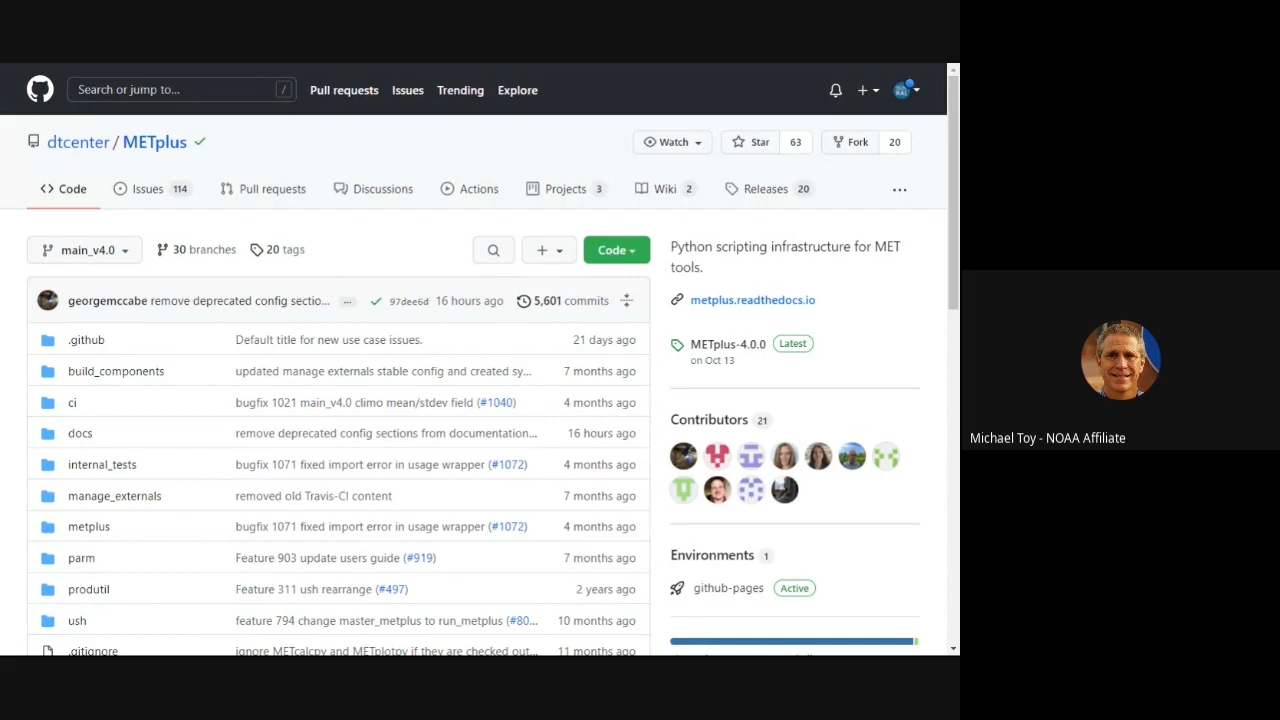 Search or jump to... /
Pull requests Issues Trending Explore
dtcenter / METplus
Watch Star 63 Fork 20
Code Issues 114 Pull requests Discussions Actions Projects 3 Wiki 2 Releases 20 ...
main_v4.0 30 branches 20 tags Code
georgemccabe remove deprecated config sectio... ... 97dee6d 16 hours ago 5,601 commits
.github Default title for new use case issues. 21 days ago
build_components updated manage externals stable config and created sy... 7 months ago
ci bugfix 1021 main_v4.0 climo mean/stdev field (#1040) 4 months ago
docs remove deprecated config sections from documentation... 16 hours ago
internal_tests bugfix 1071 fixed import error in usage wrapper (#1072) 4 months ago
manage_externals removed old Travis-CI content 7 months ago
metplus bugfix 1071 fixed import error in usage wrapper (#1072) 4 months ago
parm Feature 903 update users guide (#919) 7 months ago
produtil Feature 311 ush rearrange (#497) 2 years ago
ush feature 794 change master_metplus to run_metplus (#80... 10 months ago
.gitignore ignore METcalcpy and METplotpy if they are checked out... 11 months ago
Python scripting infrastructure for MET
tools.
metplus.readthedocs.io
METplus-4.0.0 Latest
on Oct 13
Contributors 21
Environments 1
github-pages Active
Michael Toy - NOAA Affiliate